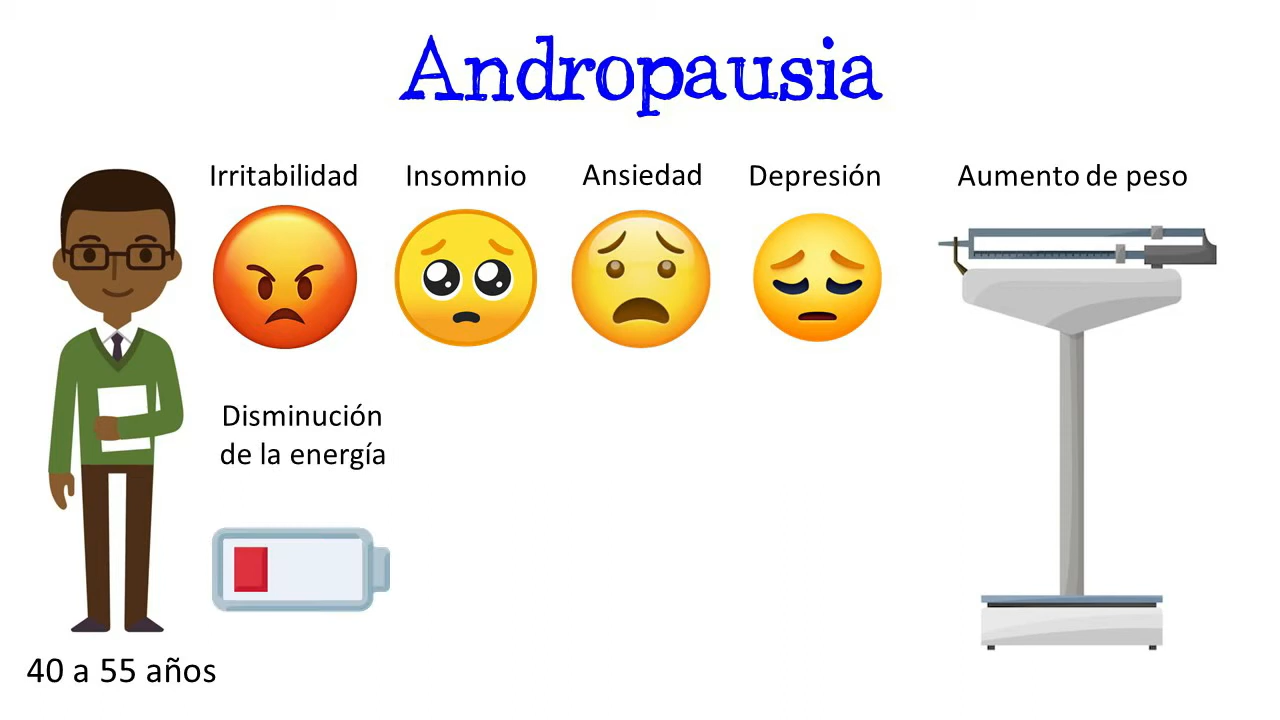 Andropausia
Irritabilidad
Insomnio
Ansiedad
Depresión
Aumento de peso
Disminución
de la energía
40 a 55 años